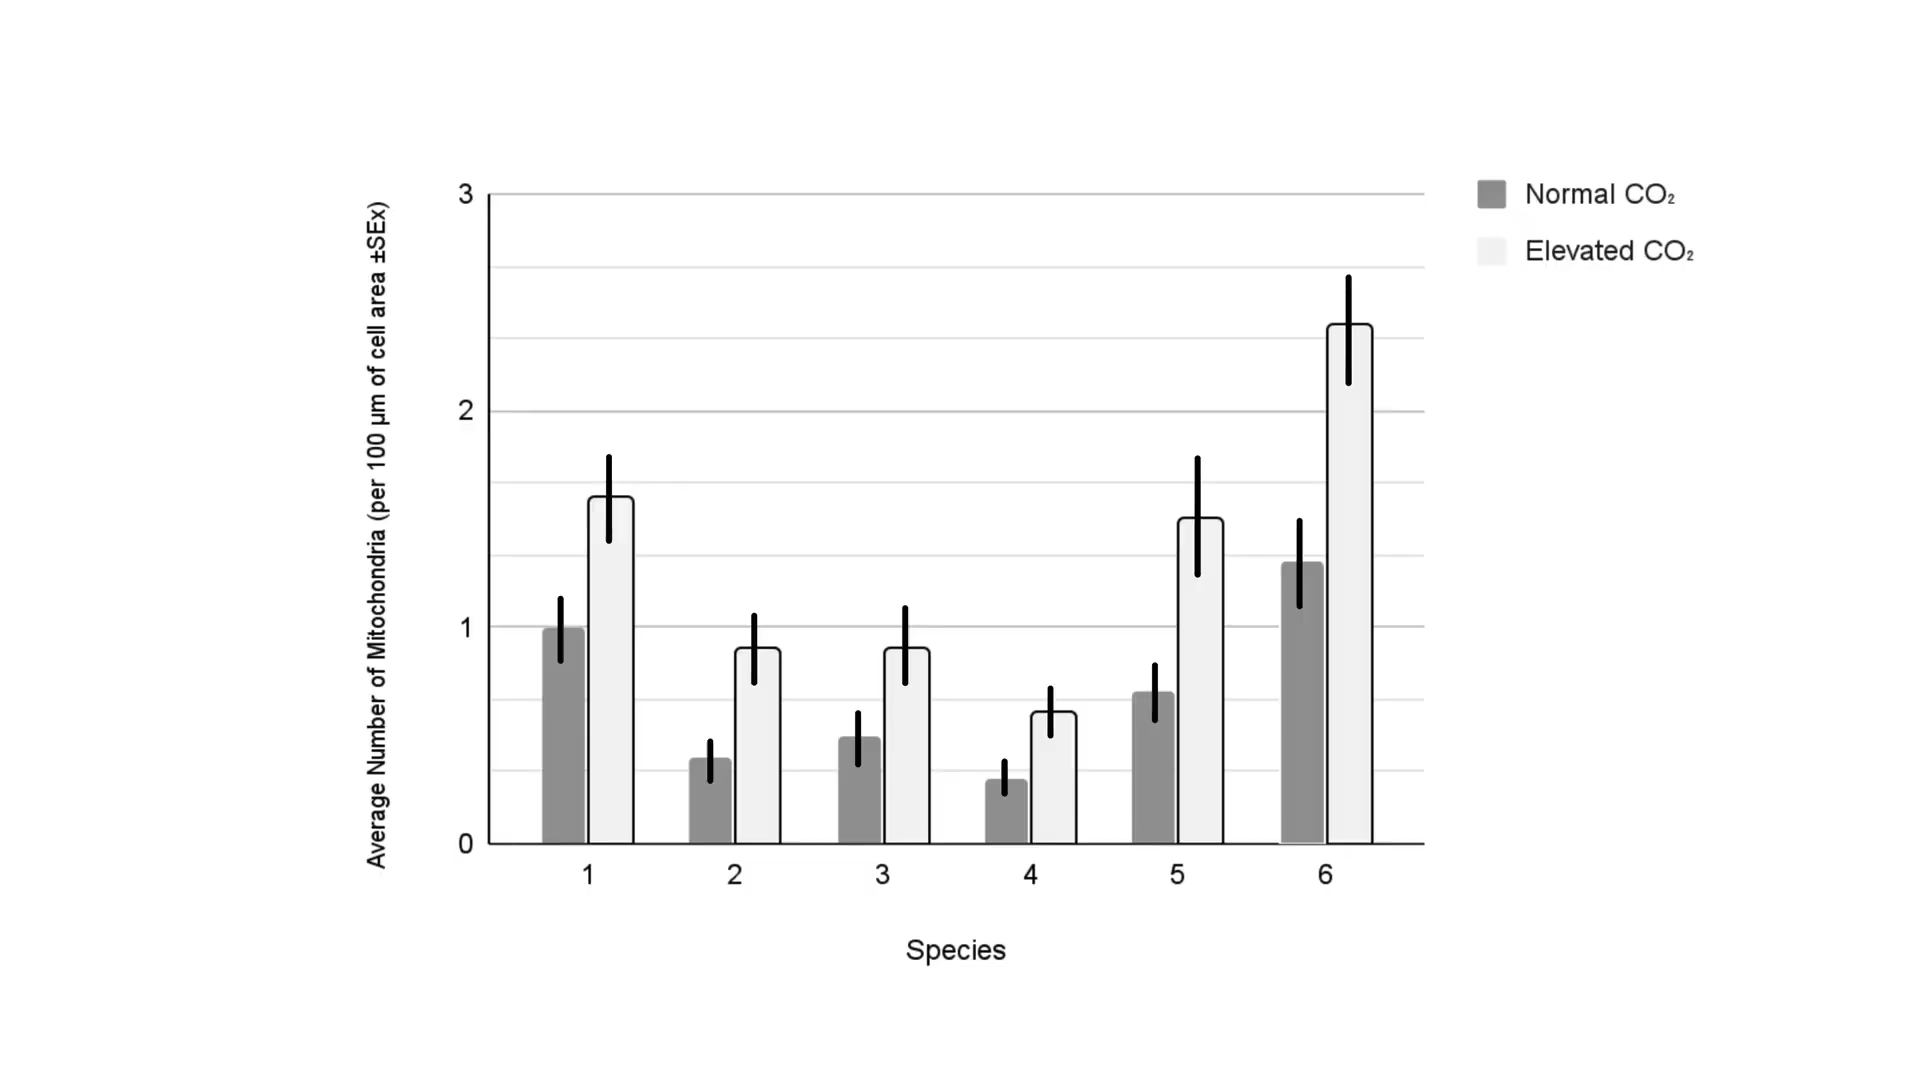 Average Number of Mitochondria (per 100 µm of cell area ±SEx)
3
2
1
0
1 2 3 4 5 6
Species
Normal CO₂
Elevated CO₂